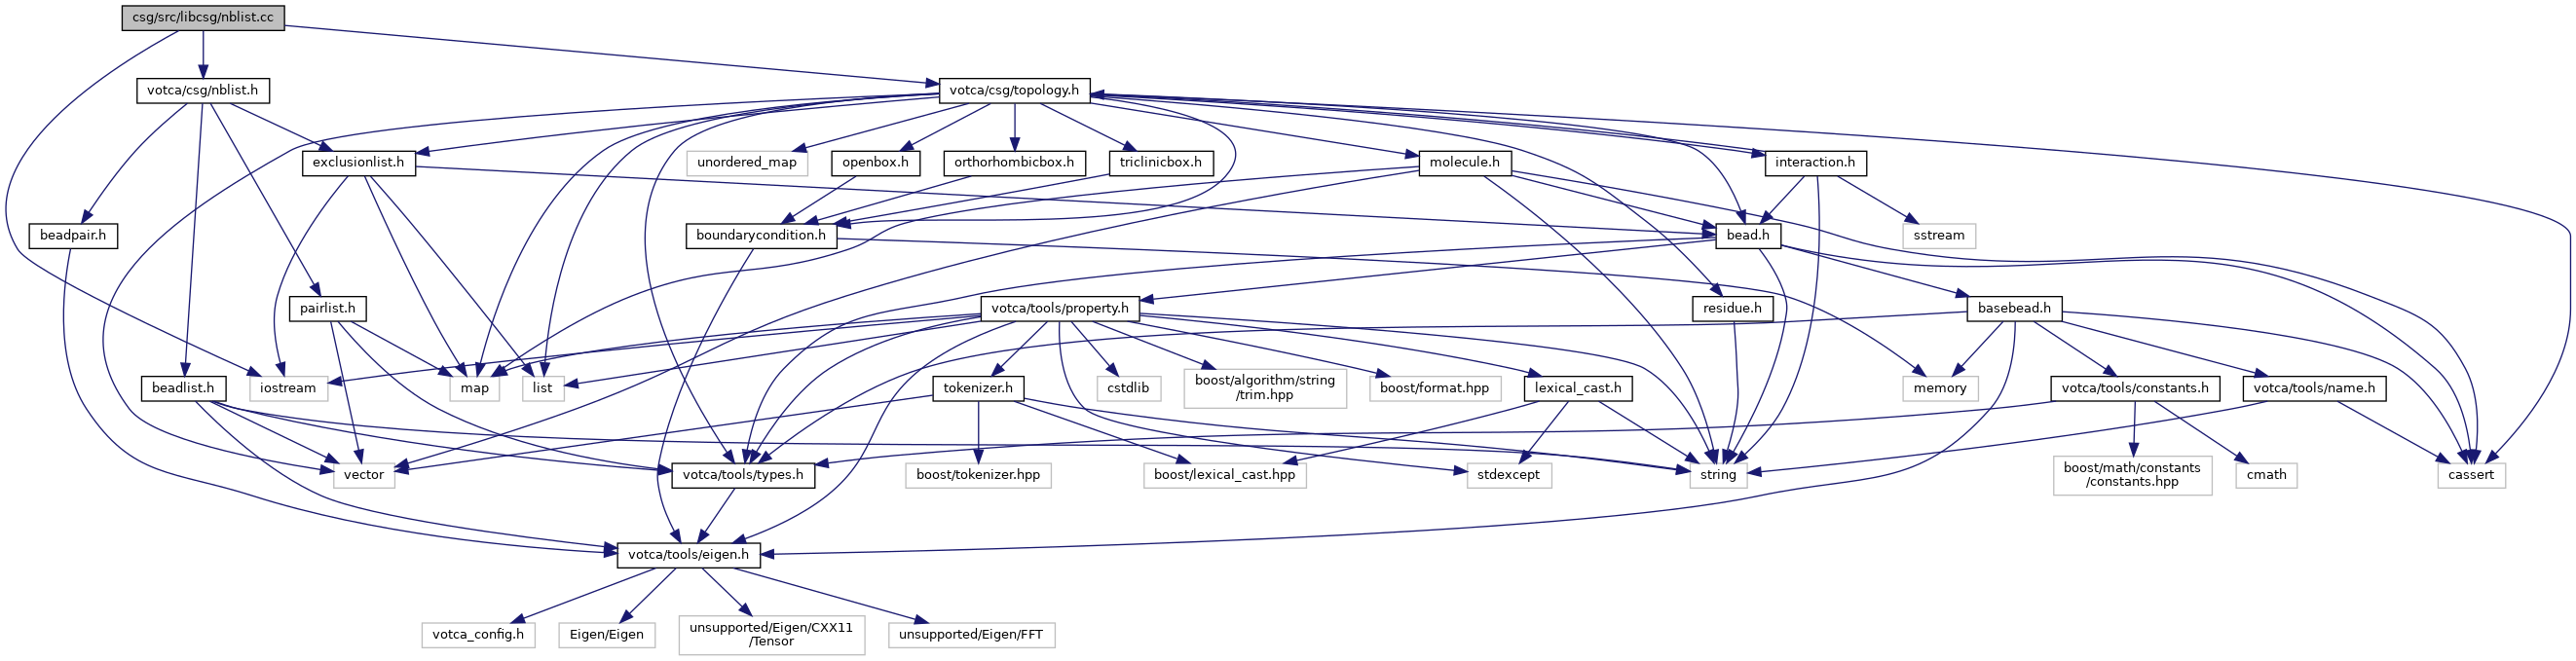 csg/src/libcsg/nblist.cc
votca/csg/nblist.h
votca/csg/topology.h
exclusionlist.h
unordered_map
openbox.h
orthorhombicbox.h
triclinicbox.h
molecule.h
interaction.h
beadpair.h
boundarycondition.h
bead.h
sstream
pairlist.h
votca/tools/property.h
residue.h
basebead.h
beadlist.h
iostream
map
list
tokenizer.h
cstdlib
boost/algorithm/string
/trim.hpp
boost/format.hpp
lexical_cast.h
memory
votca/tools/constants.h
votca/tools/name.h
vector
votca/tools/types.h
boost/tokenizer.hpp
boost/lexical_cast.hpp
stdexcept
string
boost/math/constants
/constants.hpp
cmath
cassert
votca/tools/eigen.h
votca_config.h
Eigen/Eigen
unsupported/Eigen/CXX11
/Tensor
unsupported/Eigen/FFT